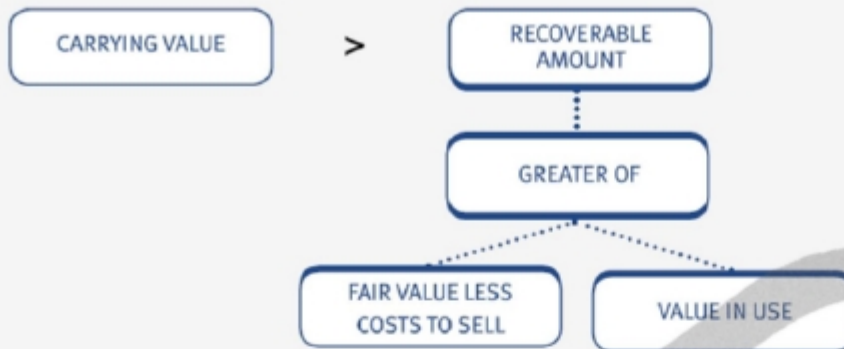 CARRYING VALUE
>
RECOVERABLE
AMOUNT
GREATER OF
FAIR VALUE LESS
COSTS TO SELL
VALUE IN USE